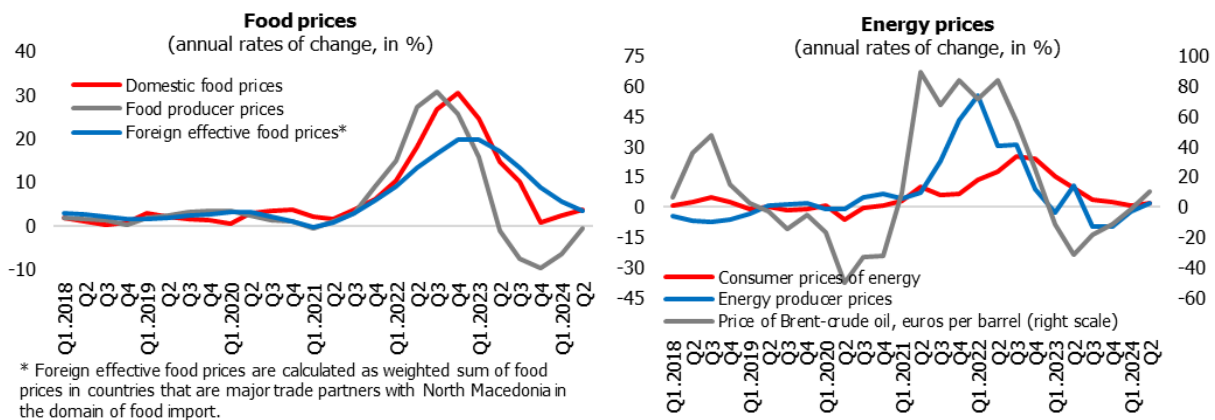 Food prices
(annual rates of change, in %)
40
30
20
10
0
-10
Domestic food prices
Food producer prices
Foreign effective food prices*
Q1.2018
Q2
Q3
Q4
Q1.2019
Q2
Q3
Q4
Q1.2020
Q2
Q3
Q4
Q1.2021
Q2
Q3
Q4
Q1.2022
Q2
Q3
Q4
Q1.2023
Q2
Q3
Q4
Q1.2024
Q2
* Foreign effective food prices are calculated as weighted sum of food
prices in countries that are major trade partners with North Macedonia in
the domain of food import.
Energy prices
(annual rates of change, in %)
75
60
45
30
15
0
-15
-30
-45
100
80
60
40
20
0
-20
-40
-60
Consumer prices of energy
Energy producer prices
Price of Brent-crude oil, euros per barrel (right scale)
Q1.2018
Q2
Q3
Q4
Q1.2019
Q2
Q3
Q4
Q1.2020
Q2
Q3
Q4
Q1.2021
Q2
Q3
Q4
Q1.2022
Q2
Q3
Q4
Q1.2023
Q2
Q3
Q4
Q1.2024
Q2